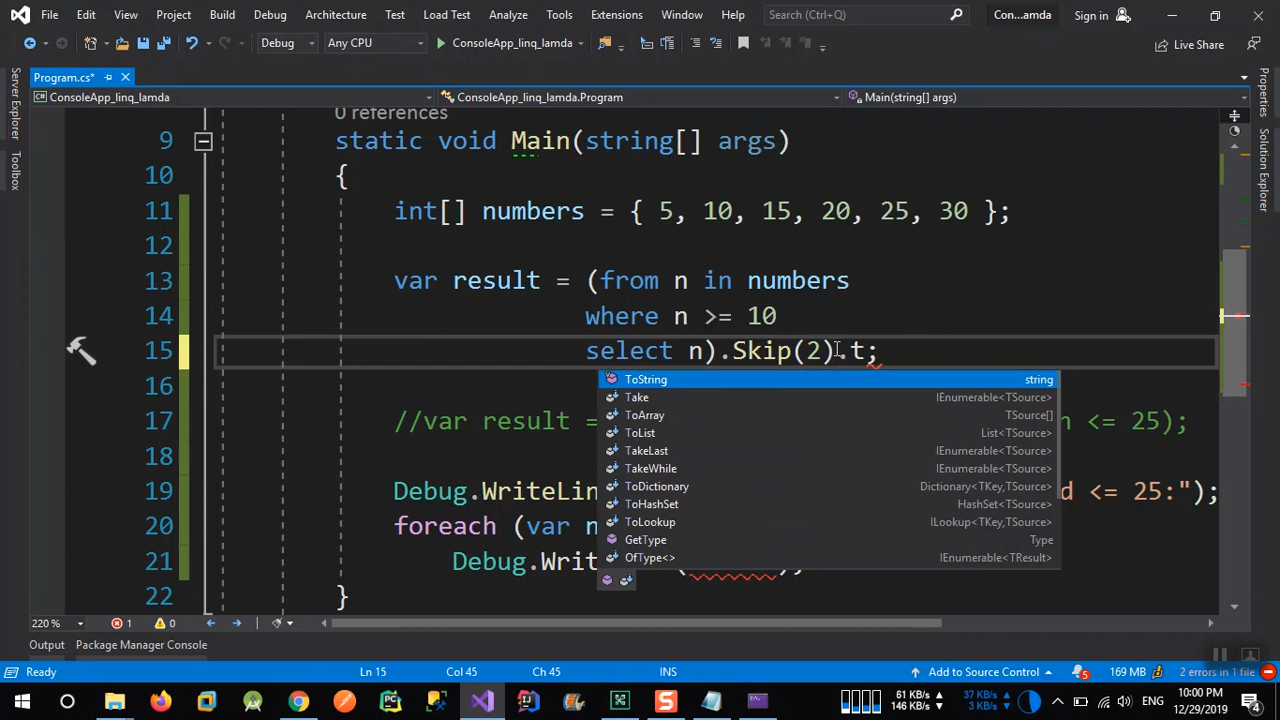 File Edit View Project Build Debug Architecture Test Load Test Analyze Tools Extensions Window Help Search (Ctrl+Q) Con...amda Sign in
Debug Any CPU ConsoleApp_linq_lamda Live Share
Program.cs*
ConsoleApp_linq_lamda ConsoleApp_linq_lamda.Program Main(string[] args)
Server Explorer
Toolbox
Properties
Solution Explorer
0 references
9 static void Main(string[] args)
10 {
11 int[] numbers = { 5, 10, 15, 20, 25, 30 };
12
13 var result = (from n in numbers
14 where n >= 10
15 select n).Skip(2).t;
ToString string
Take IEnumerable<TSource>
ToArray TSource[]
ToList List<TSource>
TakeLast IEnumerable<TSource>
TakeWhile IEnumerable<TSource>
ToDictionary Dictionary<TKey,TSource>
ToHashSet HashSet<TSource>
ToLookup ILookup<TKey,TSource>
GetType Type
OfType<> IEnumerable<TResult>
16
17 //var result = n <= 25);
18
19 Debug.WriteLin d <= 25:");
20 foreach (var n
21 Debug.Writ
22 }
220 % 1 0
Output Package Manager Console
Ready Ln 15 Col 45 Ch 45 INS Add to Source Control 5 169 MB 2 errors in 1 file
61 KB/s 146 KB/s 37 KB/s 3 KB/s ENG 10:00 PM 12/29/2019 4